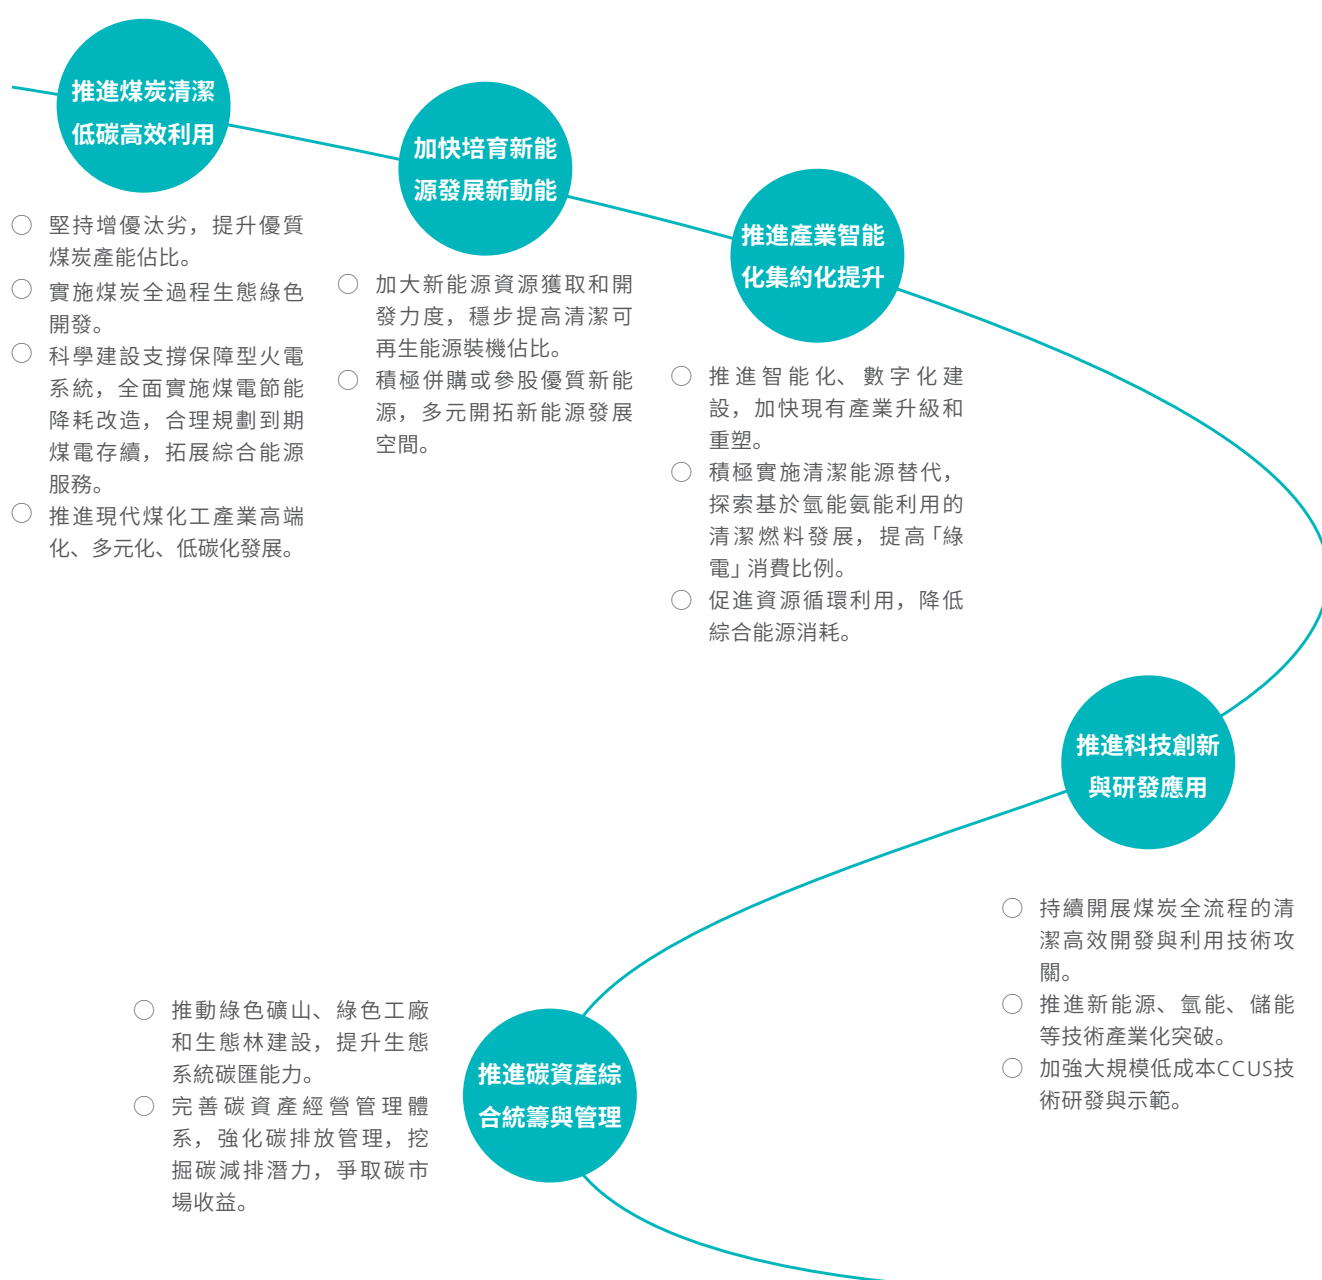 推進煤炭清潔
低碳高效利用
○ 堅持增優汰劣，提升優質
煤炭產能佔比。
○ 實施煤炭全過程生態綠色
開發。
○ 科學建設支撐保障型火電
系統，全面實施煤電節能
降耗改造，合理規劃到期
煤電存續，拓展綜合能源
服務。
○ 推進現代煤化工產業高端
化、多元化、低碳化發展。
加快培育新能
源發展新動能
○ 加大新能源資源獲取和開
發力度，穩步提高清潔可
再生能源裝機佔比。
○ 積極併購或參股優質新能
源，多元開拓新能源發展
空間。
推進產業智能
化集約化提升
○ 推進智能化、數字化建
設，加快現有產業升級和
重塑。
○ 積極實施清潔能源替代，
探索基於氫能氨能利用的
清潔燃料發展，提高「綠
電」消費比例。
○ 促進資源循環利用，降低
綜合能源消耗。
推進科技創新
與研發應用
○ 持續開展煤炭全流程的清
潔高效開發與利用技術攻
關。
○ 推進新能源、氫能、儲能
等技術產業化突破。
○ 加強大規模低成本CCUS技
術研發與示範。
推進碳資產綜
合統籌與管理
○ 推動綠色礦山、綠色工廠
和生態林建設，提升生態
系統碳匯能力。
○ 完善碳資產經營管理體
系，強化碳排放管理，挖
掘碳減排潛力，爭取碳市
場收益。